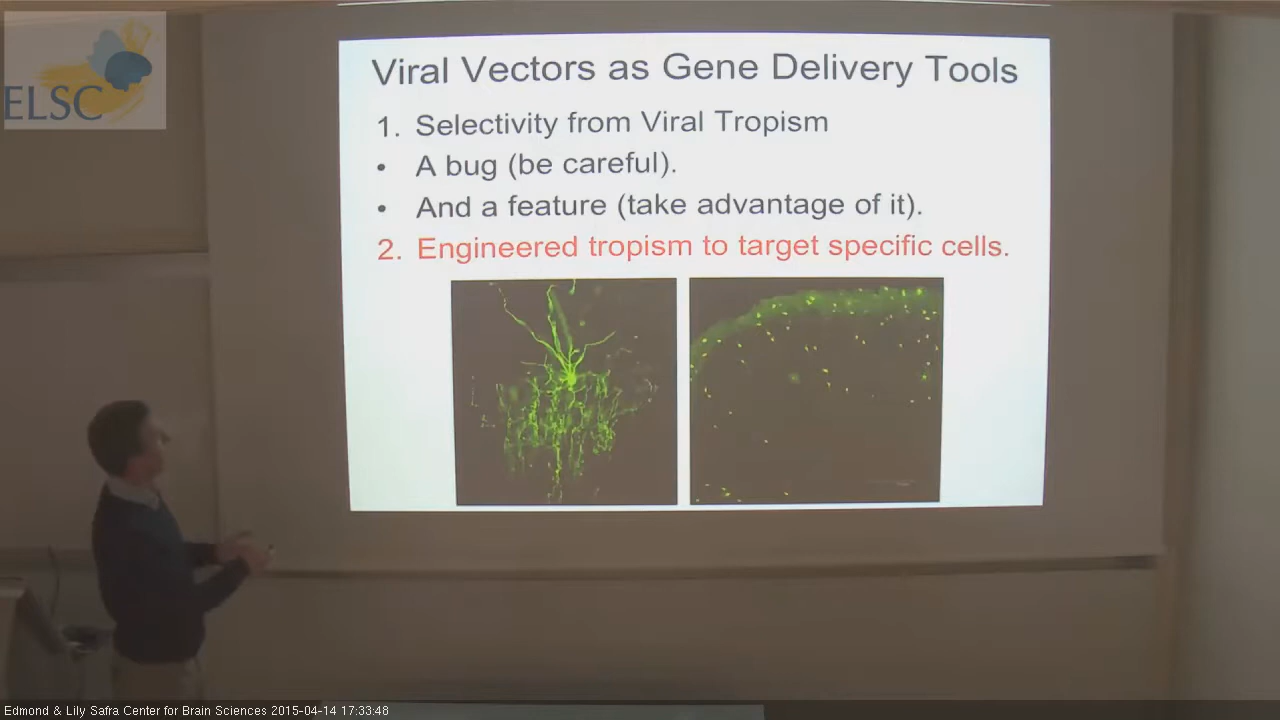 ELSC
Viral Vectors as Gene Delivery Tools
1. Selectivity from Viral Tropism
• A bug (be careful).
• And a feature (take advantage of it).
2. Engineered tropism to target specific cells.
Edmond & Lily Safra Center for Brain Sciences 2015-04-14 17:33:48